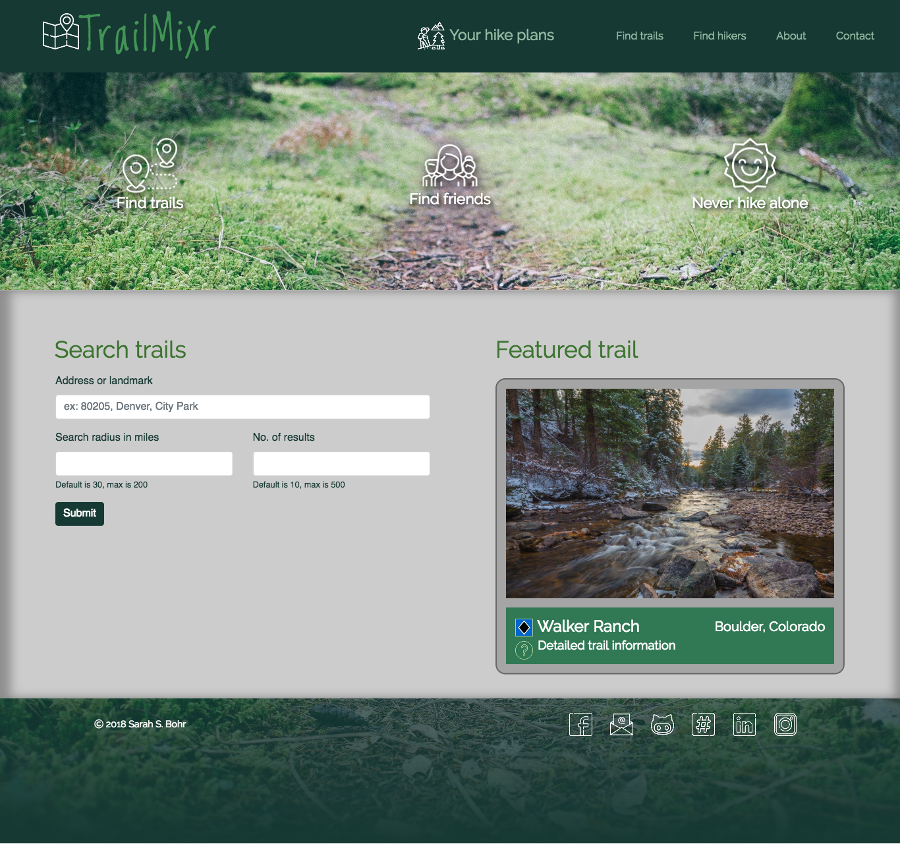 TrailMixr
Your hike plans
Find trails
Find hikers
About
Contact
Find trails
Find friends
Never hike alone
Search trails
Address or landmark
ex: 80205, Denver, City Park
Search radius in miles
No. of results
Default is 30, max is 200
Default is 10, max is 500
Submit
Featured trail
Walker Ranch
Boulder, Colorado
?
Detailed trail information
© 2018 Sarah S. Bohr
f
@
#
in